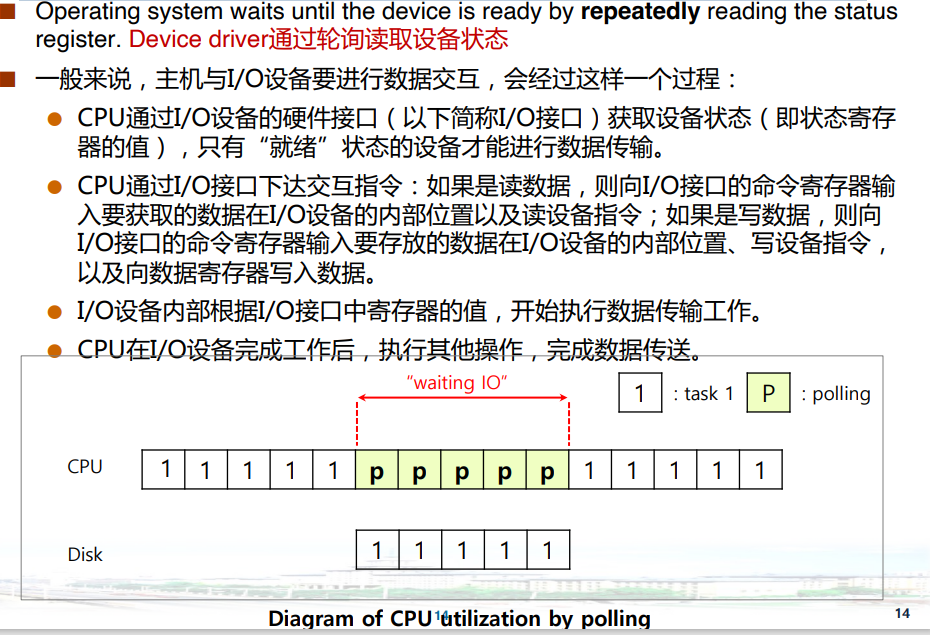 Operating system waits until the device is ready by repeatedly reading the status
register. Device driver通过轮询读取设备状态
一般来说，主机与I/O设备要进行数据交互，会经过这样一个过程：
CPU通过I/O设备的硬件接口（以下简称I/O接口）获取设备状态（即状态寄存
器的值），只有“就绪”状态的设备才能进行数据传输。
CPU通过I/O接口下达交互指令：如果是读数据，则向I/O接口的命令寄存器输
入要获取的数据在I/O设备的内部位置以及读设备指令；如果是写数据，则向
I/O接口的命令寄存器输入要存放的数据在I/O设备的内部位置、写设备指令，
以及向数据寄存器写入数据。
I/O设备内部根据I/O接口中寄存器的值，开始执行数据传输工作。
CPU在I/O设备完成工作后，执行其他操作，完成数据传送。
“waiting IO”
1 : task 1 P : polling
CPU 1 1 1 1 1 p p p p p 1 1 1 1 1
Disk 1 1 1 1 1
Diagram of CPU utilization by polling
14
14